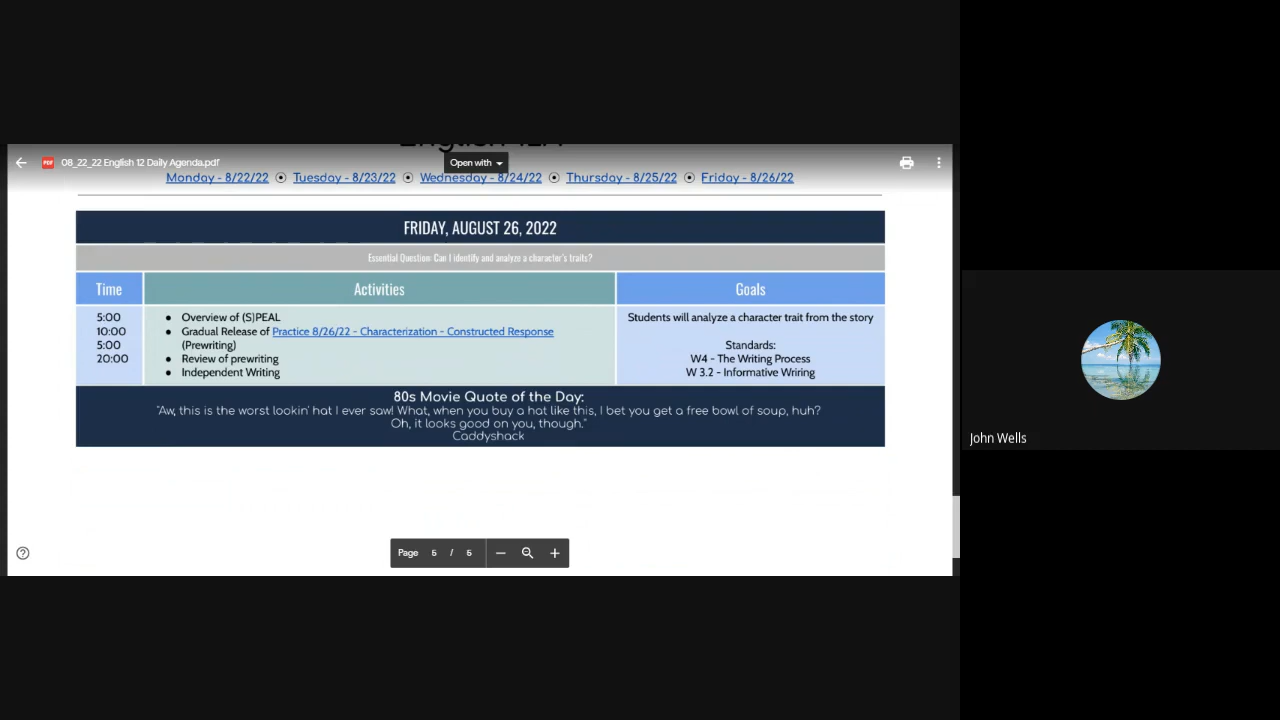 08_22_22 English 12 Daily Agenda.pdf
Open with
Monday - 8/22/22 Tuesday - 8/23/22 Wednesday - 8/24/22 Thursday - 8/25/22 Friday - 8/26/22
FRIDAY, AUGUST 26, 2022
Essential Question: Can I identify and analyze a character's traits?
Time Activities Goals
5:00
10:00
5:00
20:00
● Overview of (S)PEAL
● Gradual Release of Practice 8/26/22 - Characterization - Constructed Response
(Prewriting)
● Review of prewriting
● Independent Writing
Students will analyze a character trait from the story
Standards:
W4 - The Writing Process
W 3.2 - Informative Wriring
80s Movie Quote of the Day:
"Aw, this is the worst lookin' hat I ever saw! What, when you buy a hat like this, I bet you get a free bowl of soup, huh?
Oh, it looks good on you, though."
Caddyshack
Page 5 / 5
John Wells